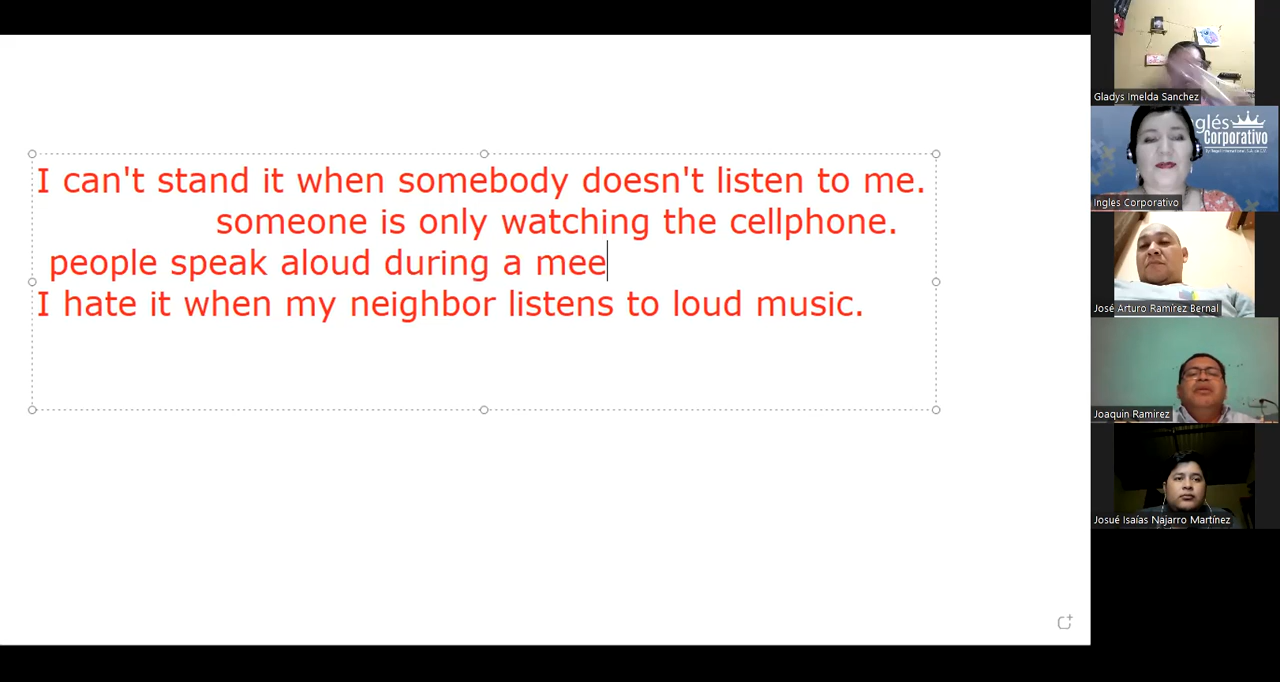 I can't stand it when somebody doesn't listen to me.
someone is only watching the cellphone.
people speak aloud during a mee
I hate it when my neighbor listens to loud music.
Gladys Imelda Sanchez
glés
Corporativo
Ingles Corporativo
José Arturo Ramírez Bernal
Joaquin Ramirez
Josué Isaías Najarro Martínez